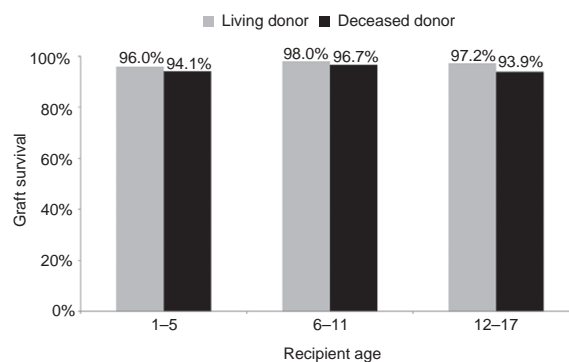 Living donor Deceased donor
96.0% 94.1% 98.0% 96.7% 97.2% 93.9%
100%
80%
60%
40%
20%
0%
Graft survival
1–5 6–11 12–17
Recipient age